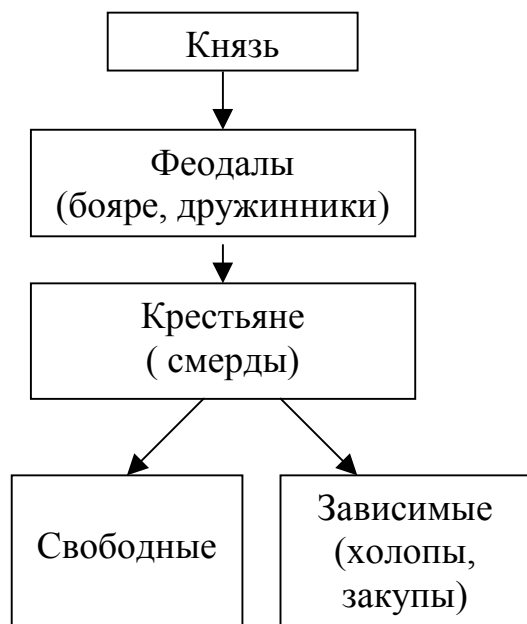 Князь
Феодалы
(бояре, дружинники)
Крестьяне
( смерды)
Свободные
Зависимые
(холопы,
закупы)